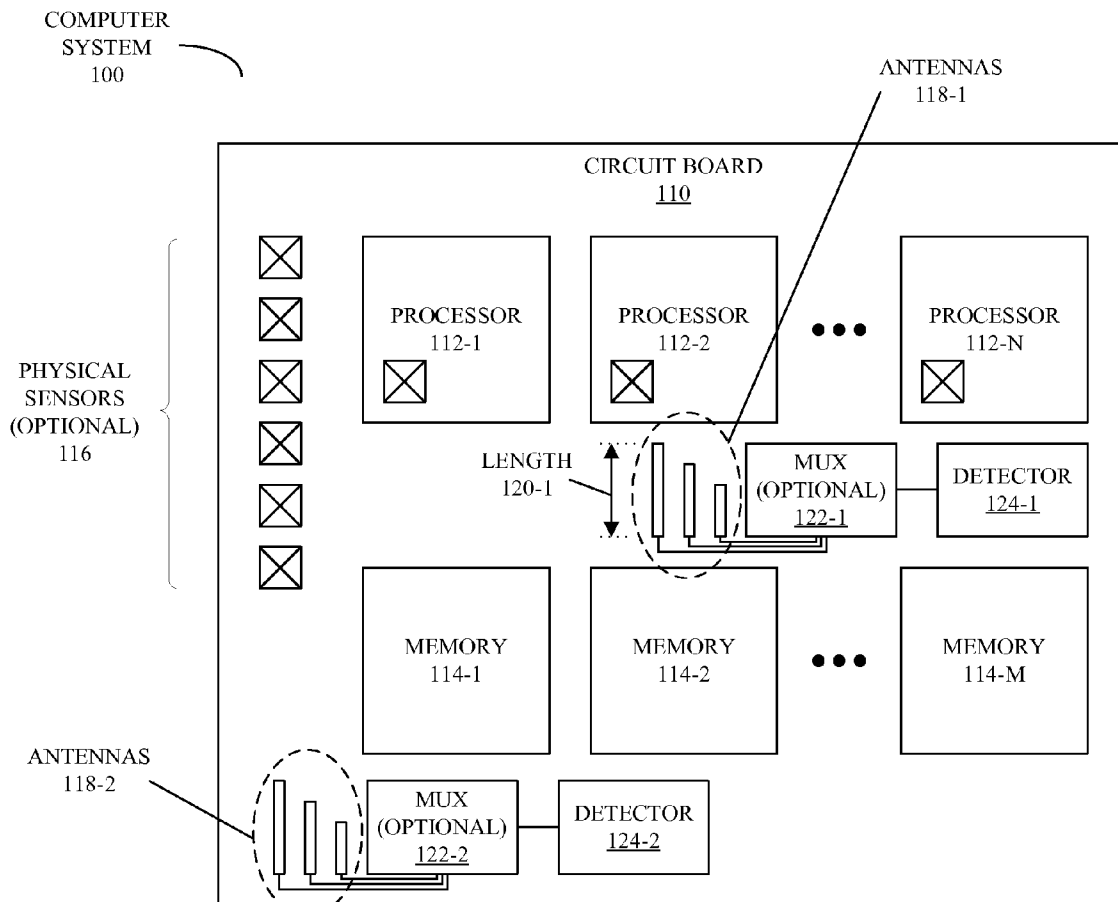 COMPUTER
SYSTEM
100
ANTENNAS
118-1
CIRCUIT BOARD
110
PROCESSOR
112-1
PROCESSOR
112-2
PROCESSOR
112-N
PHYSICAL
SENSORS
(OPTIONAL)
116
LENGTH
120-1
MUX
(OPTIONAL)
122-1
DETECTOR
124-1
MEMORY
114-1
MEMORY
114-2
MEMORY
114-M
ANTENNAS
118-2
MUX
(OPTIONAL)
122-2
DETECTOR
124-2